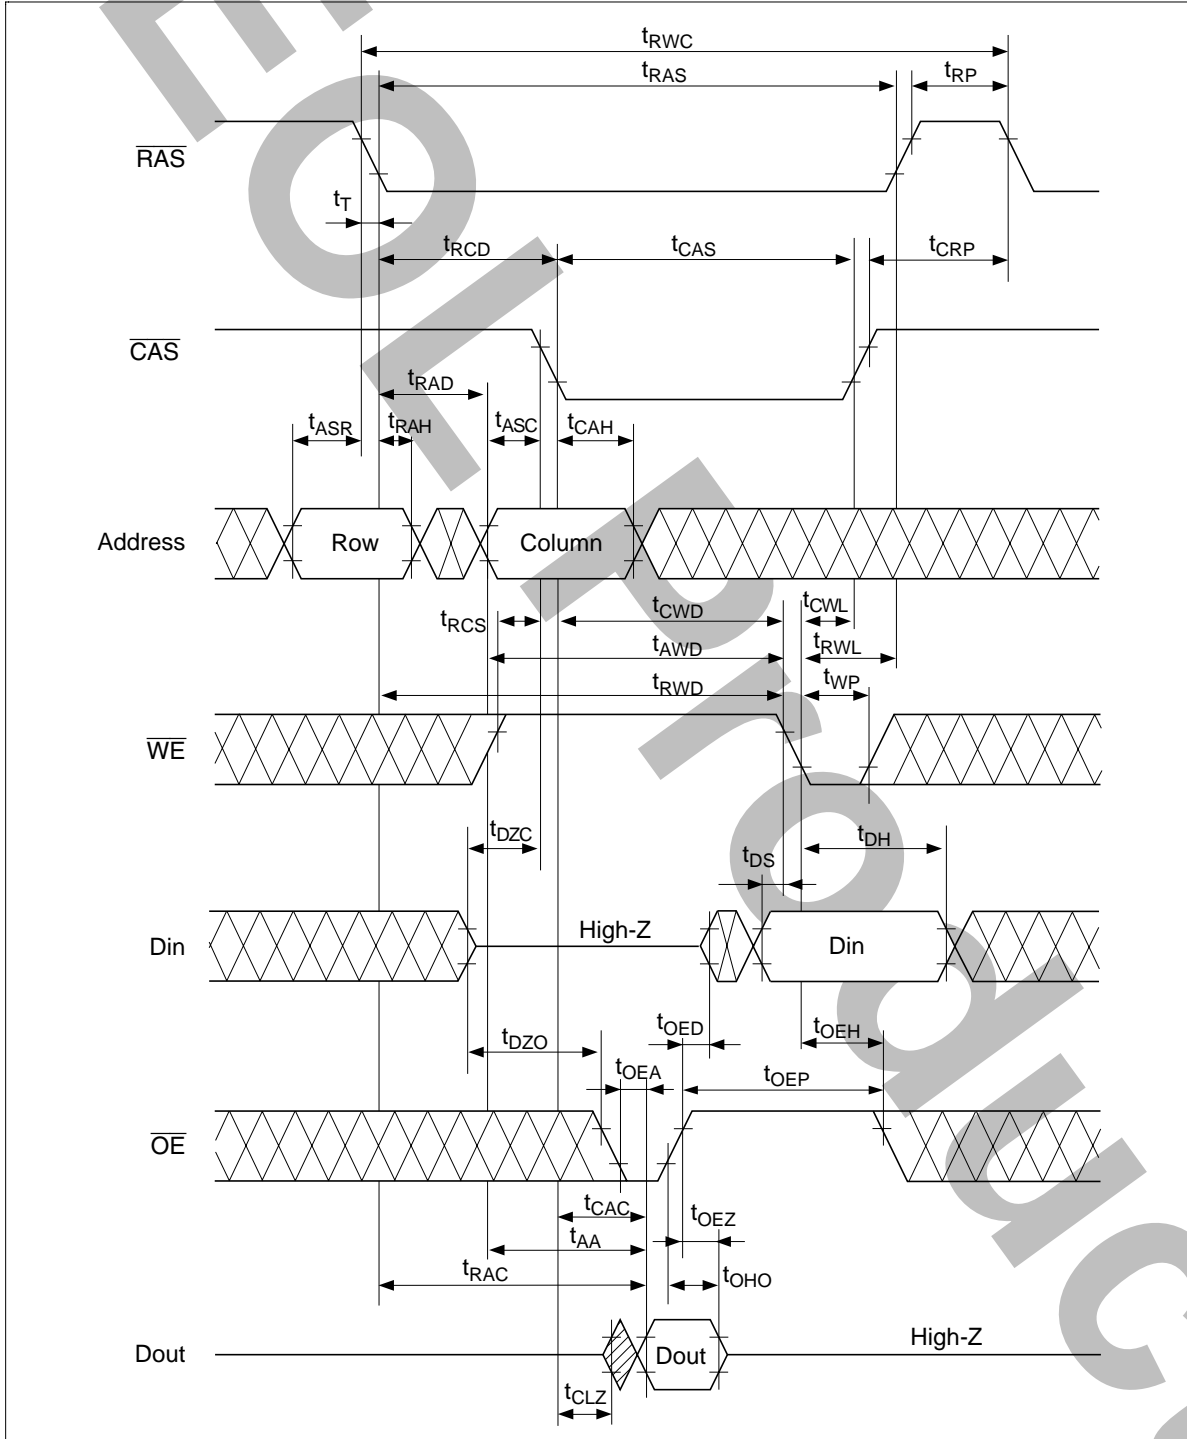 EOL Produc
tRWC
tRAS
tRP
RAS
tT
tRCD
tCAS
tCRP
CAS
tRAD
tASR
tRAH
tASC
tCAH
Address
Row
Column
tRCS
tCWD
tCWL
tAWD
tRWL
tRWD
tWP
WE
tDZC
tDH
tDS
Din
High-Z
Din
tOED
tOEH
tDZO
tOEA
tOEP
OE
tCAC
tOEZ
tAA
tRAC
tOHO
Dout
Dout
High-Z
tCLZ